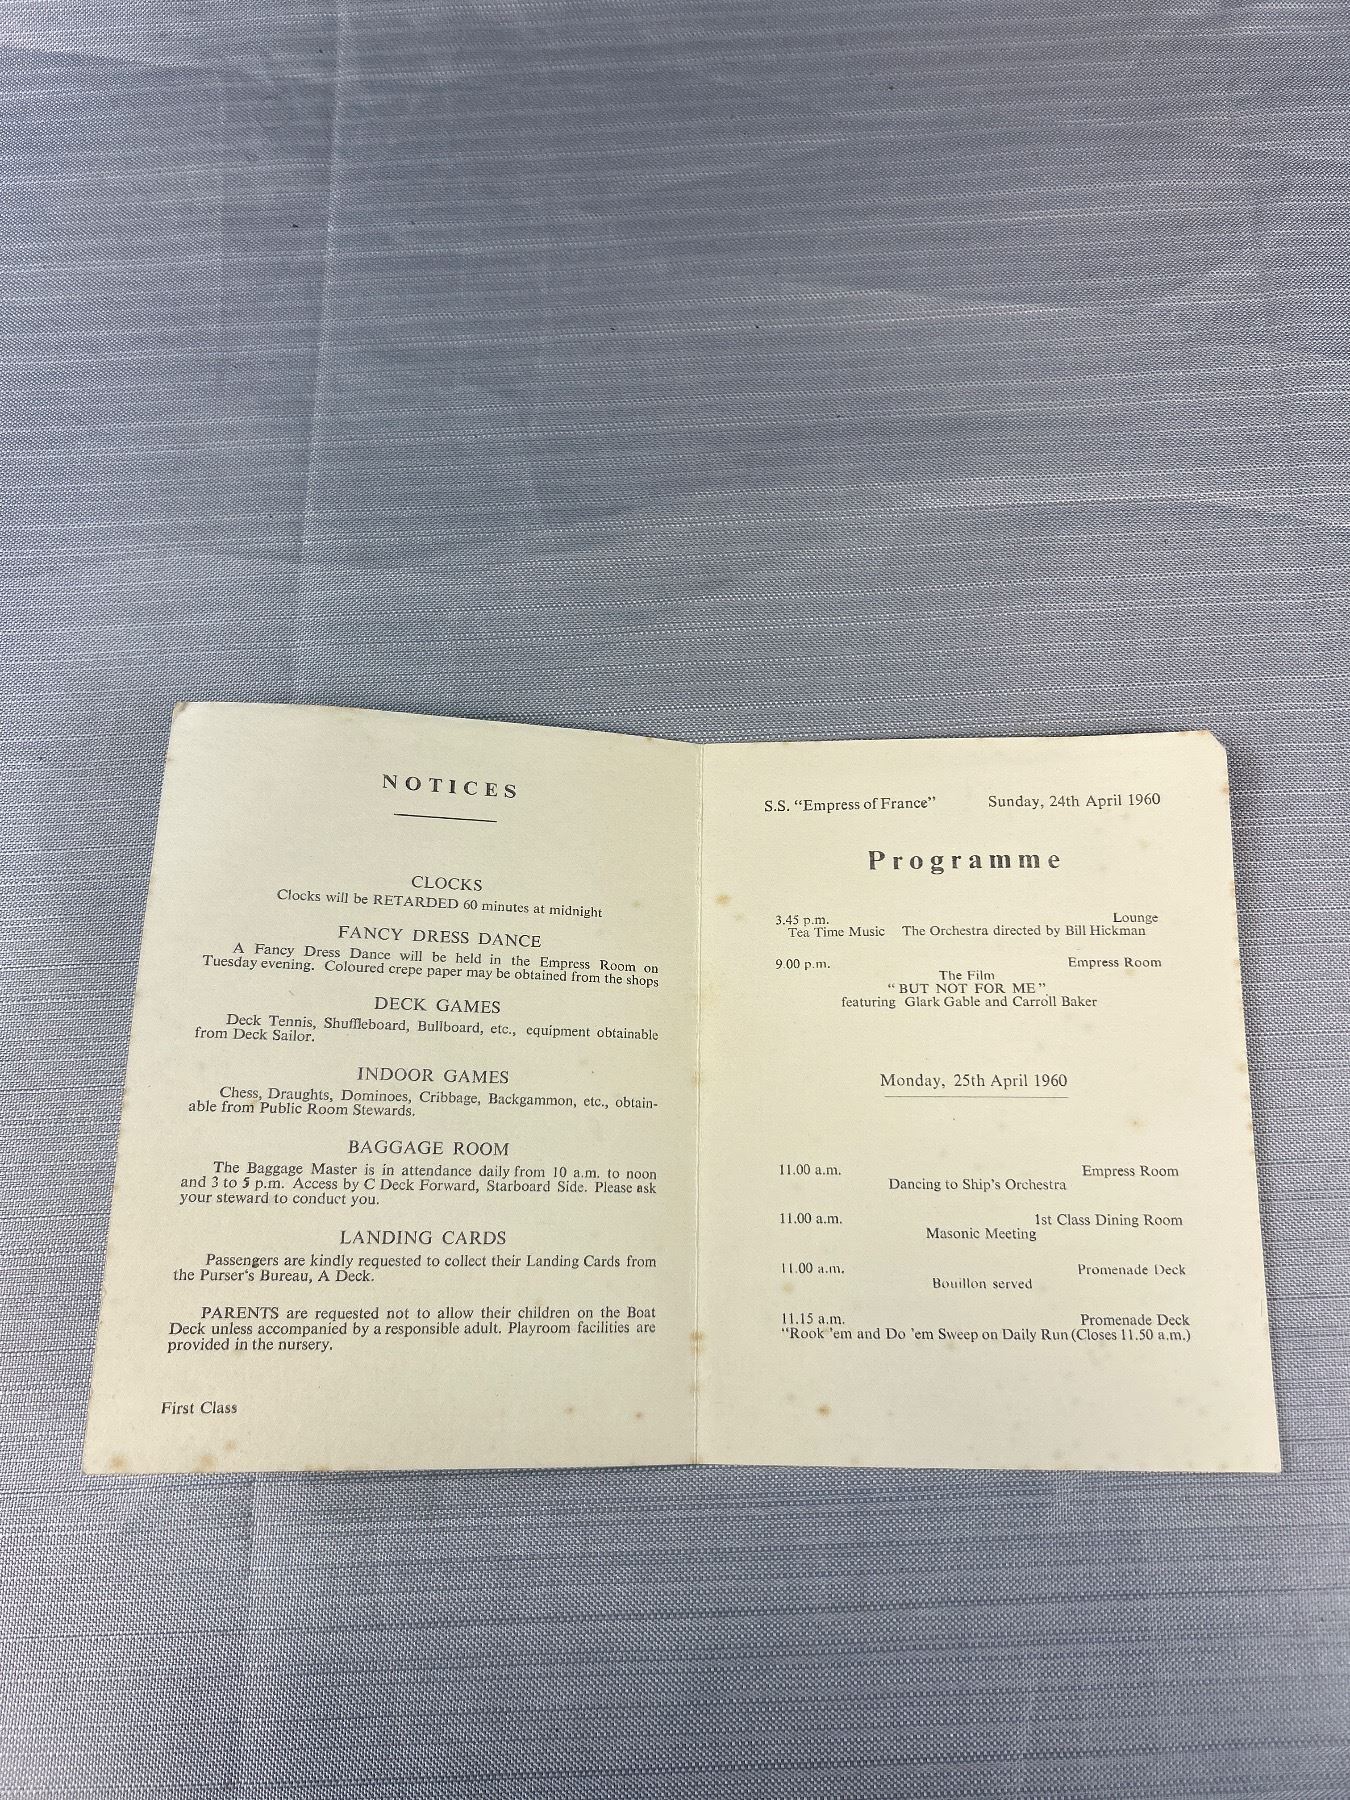 NOTICES
CLOCKS
Clocks will be RETARDED 60 minutes at midnight
FANCY DRESS DANCE
A Fancy Dress Dance will be held in the Empress Room on
Tuesday evening. Coloured crepe paper may be obtained from the shops
DECK GAMES
Deck Tennis, Shuffleboard, Bullboard, etc., equipment obtainable
from Deck Sailor.
INDOOR GAMES
Chess, Draughts, Dominoes, Cribbage, Backgammon, etc., obtain-
able from Public Room Stewards.
BAGGAGE ROOM
The Baggage Master is in attendance daily from 10 a.m. to noon
and 3 to 5 p.m. Access by C Deck Forward, Starboard Side. Please ask
your steward to conduct you.
LANDING CARDS
Passengers are kindly requested to collect their Landing Cards from
the Purser's Bureau, A Deck.
PARENTS are requested not to allow their children on the Boat
Deck unless accompanied by a responsible adult. Playroom facilities are
provided in the nursery.
First Class
S.S. "Empress of France" Sunday, 24th April 1960
Programme
3.45 p.m. Lounge
Tea Time Music The Orchestra directed by Bill Hickman
9.00 p.m. Empress Room
The Film
"BUT NOT FOR ME"
featuring Glark Gable and Carroll Baker
Monday, 25th April 1960
11.00 a.m. Empress Room
Dancing to Ship's Orchestra
11.00 a.m. 1st Class Dining Room
Masonic Meeting
11.00 a.m. Promenade Deck
Bouillon served
11.15 a.m. Promenade Deck
"Rook 'em and Do 'em Sweep on Daily Run (Closes 11.50 a.m.)